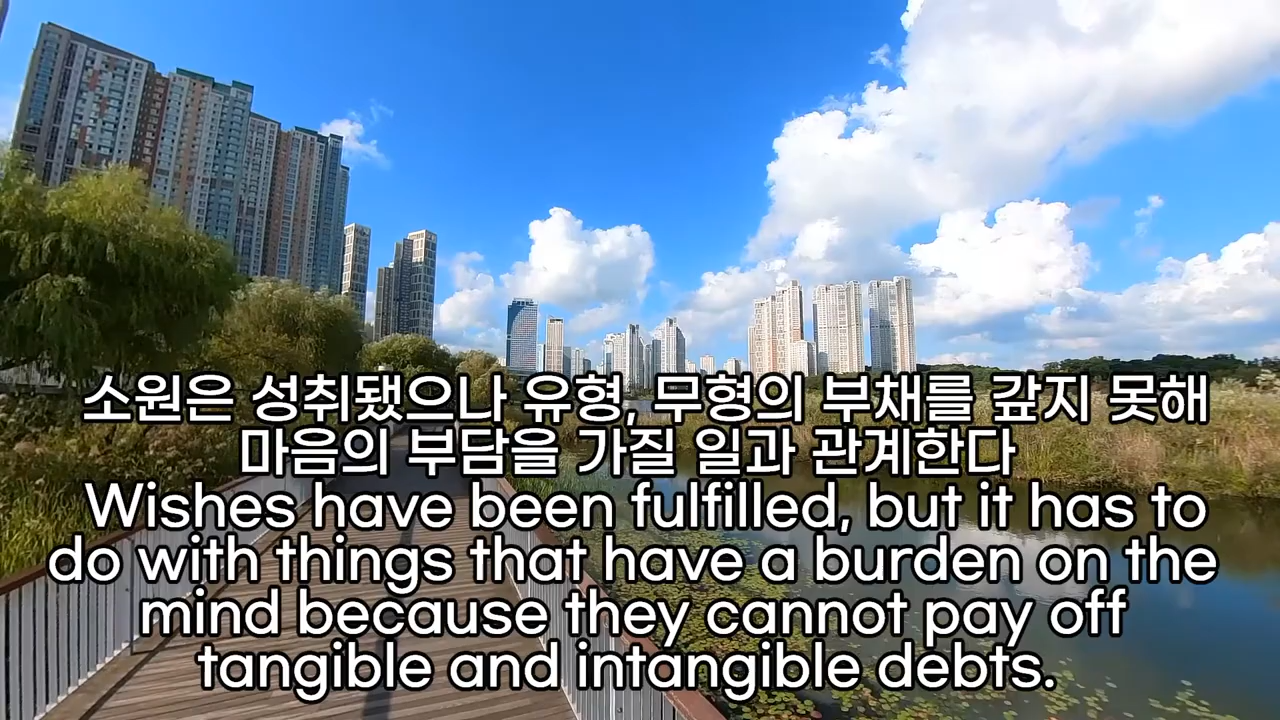 소원은 성취됐으나 유형, 무형의 부채를 갚지 못해
마음의 부담을 가질 일과 관계한다
Wishes have been fulfilled, but it has to
do with things that have a burden on the
mind because they cannot pay off
tangible and intangible debts.